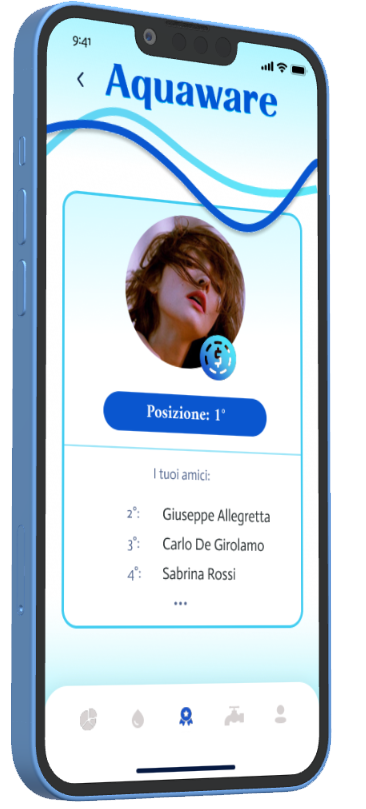 9:41
Aquaware
$
Posizione: 1°
I tuoi amici:
2°: Giuseppe Allegretta
3°: Carlo De Girolamo
4°: Sabrina Rossi
...